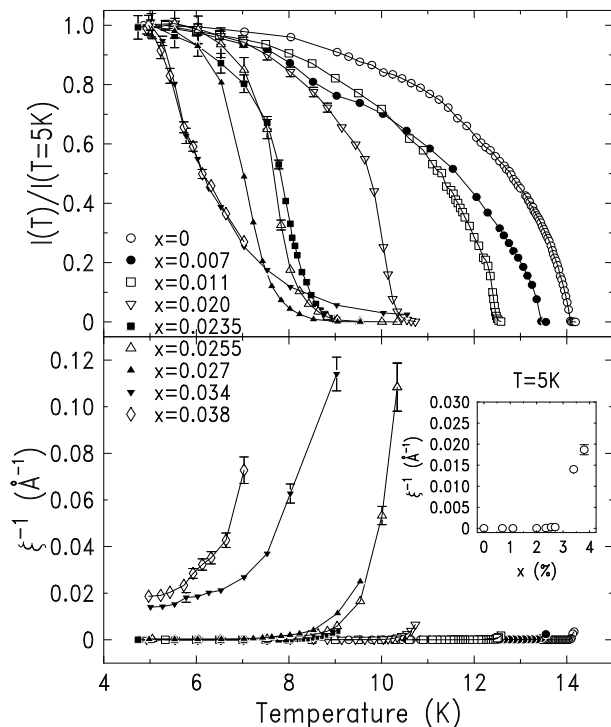 1.0
0.8
0.6
0.4
0.2
0.0
I(T)/I(T=5K)
x=0
x=0.007
x=0.011
x=0.020
x=0.0235
x=0.0255
x=0.027
x=0.034
x=0.038
0.12
0.10
0.08
0.06
0.04
0.02
0
ξ⁻¹ (Å⁻¹)
T=5K
0.030
0.025
0.020
0.015
0.010
0.005
0.000
ξ⁻¹ (Å⁻¹)
0 1 2 3 4
x (%)
4 6 8 10 12 14
Temperature (K)